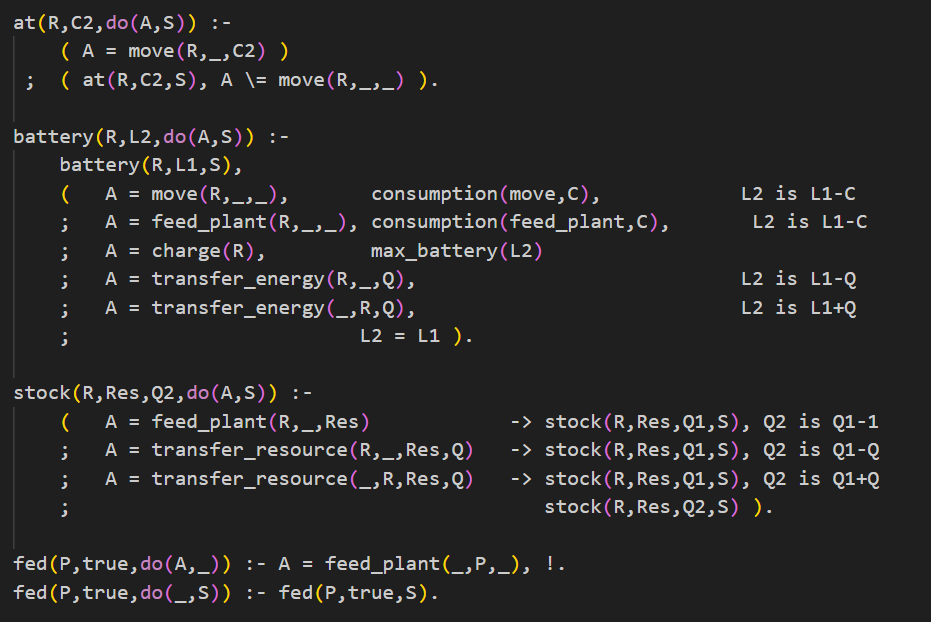 at(R,C2,do(A,S)) :-
    ( A = move(R,_,C2) )
 ;  ( at(R,C2,S), A \= move(R,_,_) ).

battery(R,L2,do(A,S)) :-
    battery(R,L1,S),
    (   A = move(R,_,_),       consumption(move,C),            L2 is L1-C
    ;   A = feed_plant(R,_,_), consumption(feed_plant,C),       L2 is L1-C
    ;   A = charge(R),         max_battery(L2)
    ;   A = transfer_energy(R,_,Q),                            L2 is L1-Q
    ;   A = transfer_energy(_,R,Q),                            L2 is L1+Q
    ;                         L2 = L1 ).

stock(R,Res,Q2,do(A,S)) :-
    (   A = feed_plant(R,_,Res)            -> stock(R,Res,Q1,S), Q2 is Q1-1
    ;   A = transfer_resource(R,_,Res,Q)   -> stock(R,Res,Q1,S), Q2 is Q1-Q
    ;   A = transfer_resource(_,R,Res,Q)   -> stock(R,Res,Q1,S), Q2 is Q1+Q
    ;                                         stock(R,Res,Q2,S) ).

fed(P,true,do(A,_)) :- A = feed_plant(_,P,_), !.
fed(P,true,do(_,S)) :- fed(P,true,S).